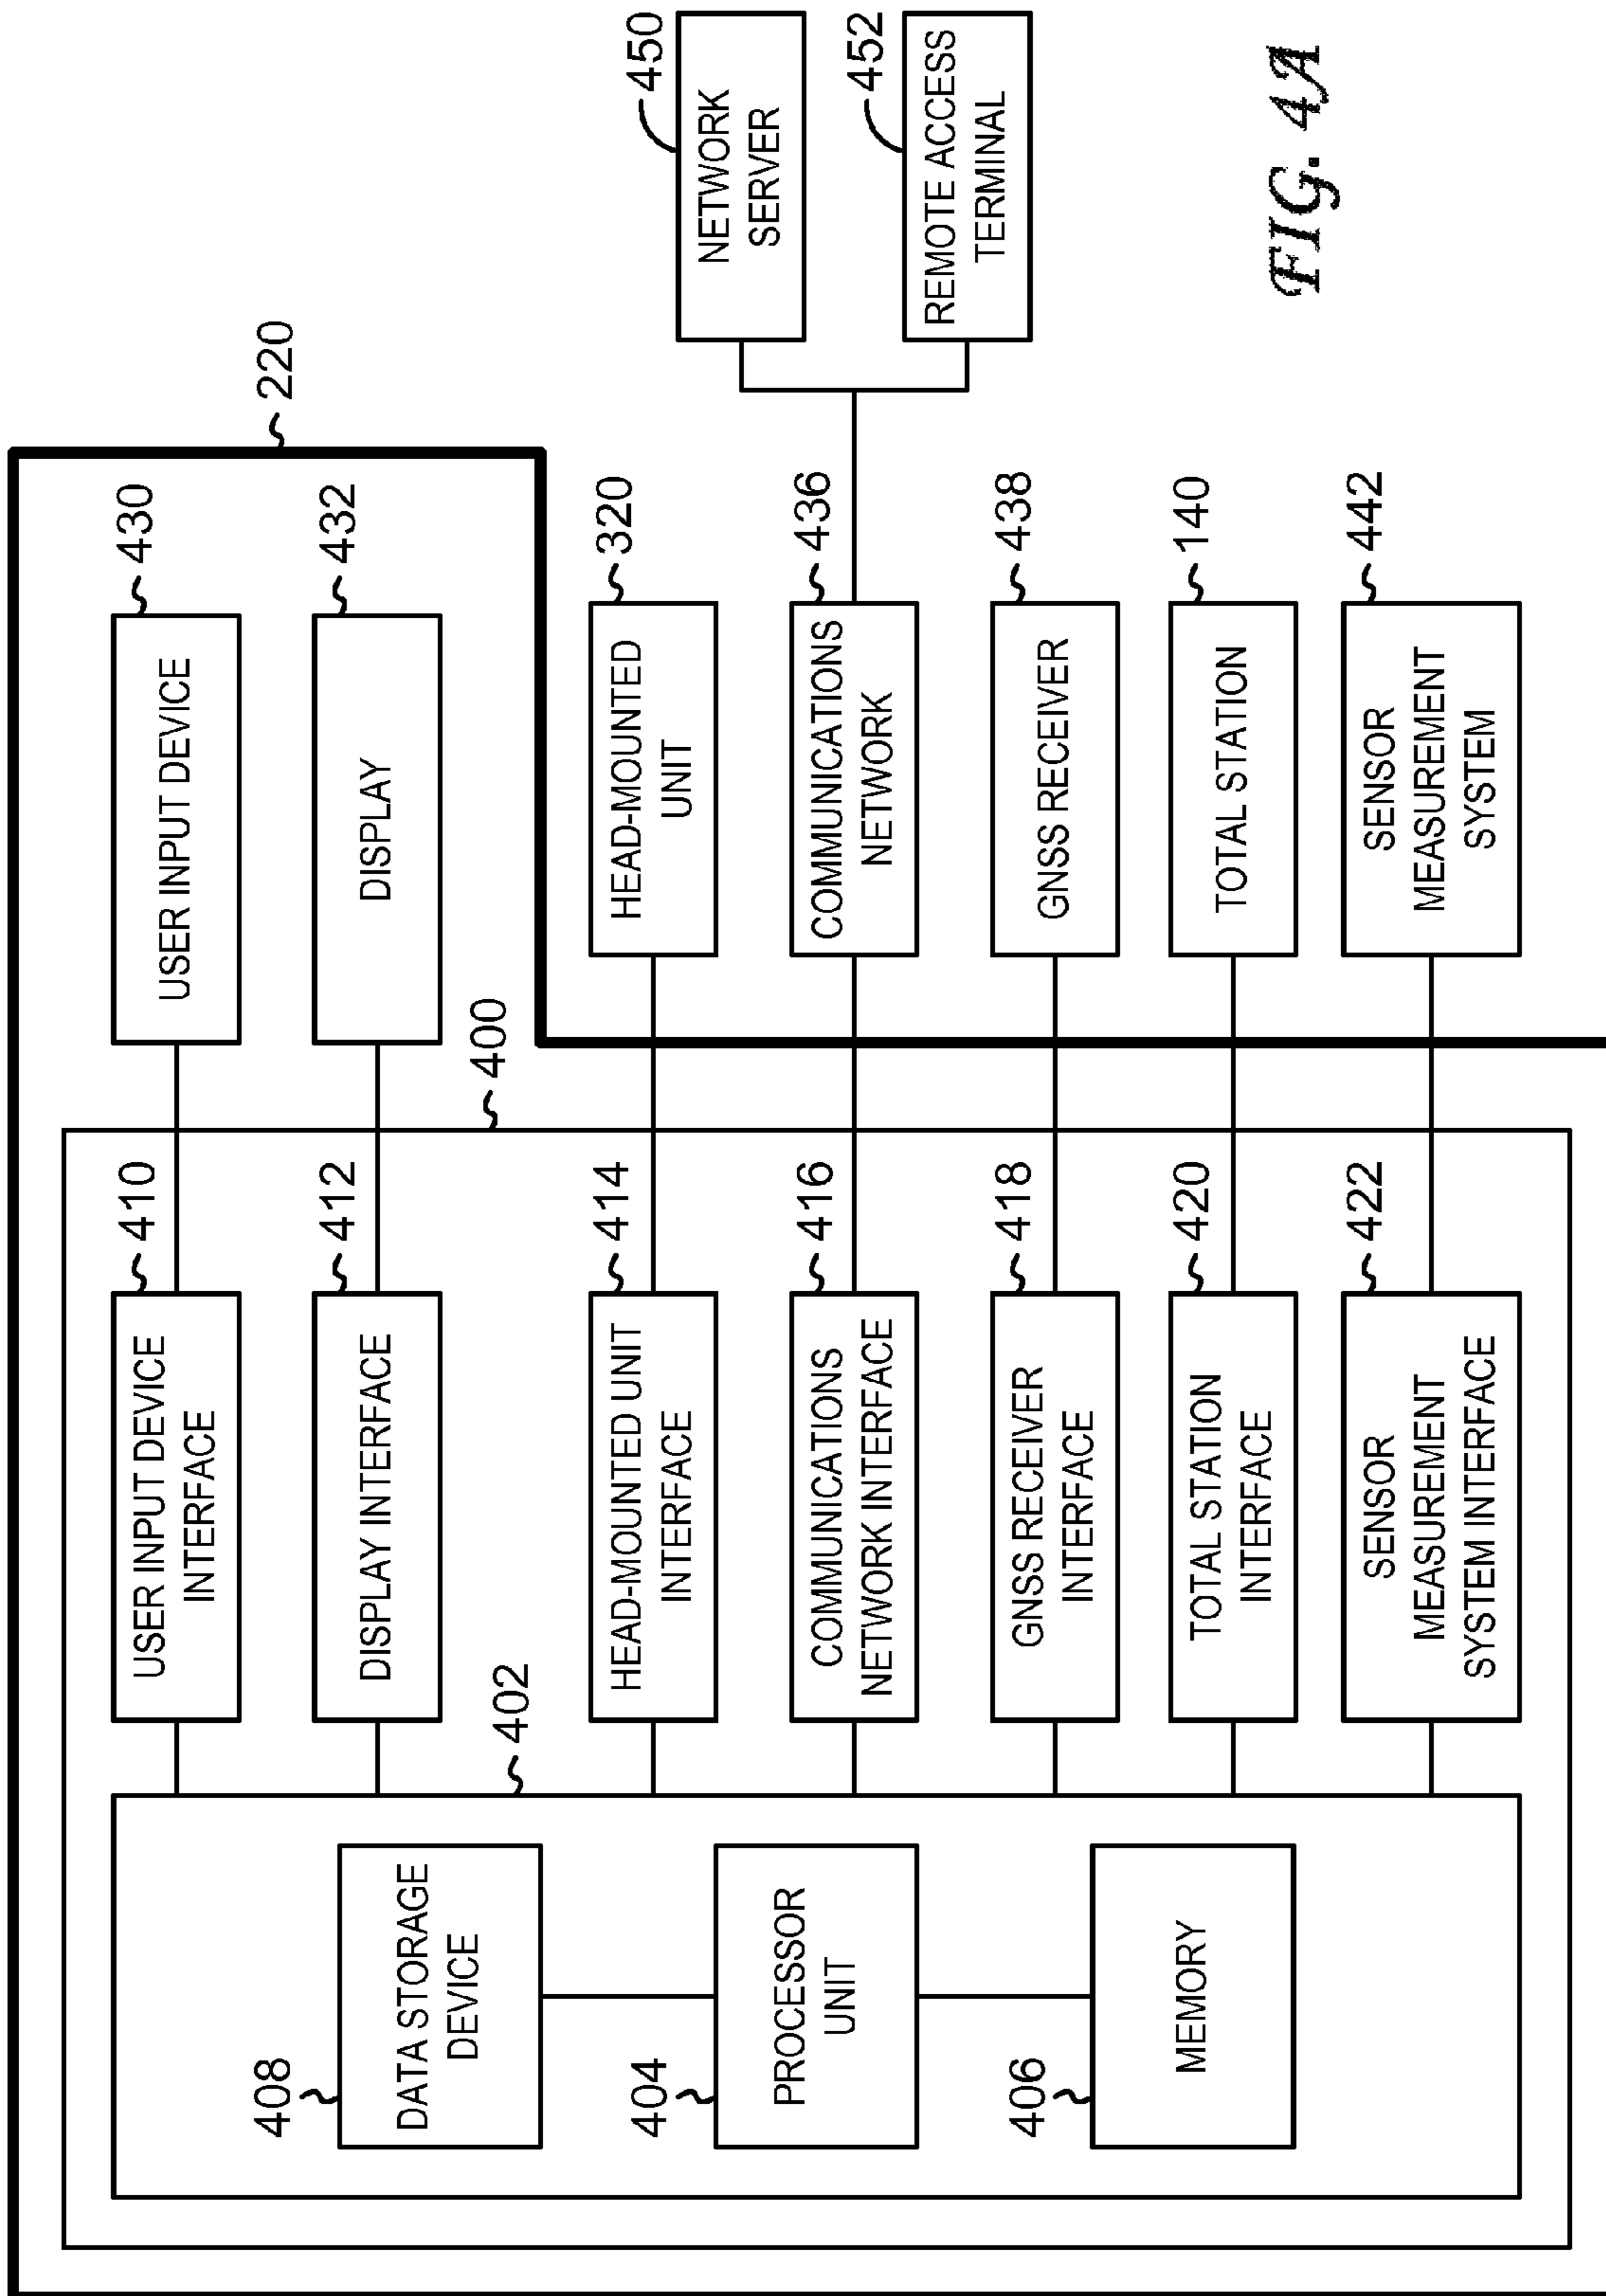 220
430
USER INPUT DEVICE
432
DISPLAY
320
HEAD-MOUNTED
UNIT
436
COMMUNICATIONS
NETWORK
438
GNSS RECEIVER
140
TOTAL STATION
442
SENSOR
MEASUREMENT
SYSTEM
450
NETWORK
SERVER
452
REMOTE ACCESS
TERMINAL
400
410
USER INPUT DEVICE
INTERFACE
412
DISPLAY INTERFACE
414
HEAD-MOUNTED UNIT
INTERFACE
416
COMMUNICATIONS
NETWORK INTERFACE
418
GNSS RECEIVER
INTERFACE
420
TOTAL STATION
INTERFACE
422
SENSOR
MEASUREMENT
SYSTEM INTERFACE
402
408
DATA STORAGE
DEVICE
404
PROCESSOR
UNIT
406
MEMORY
FIG. 4A